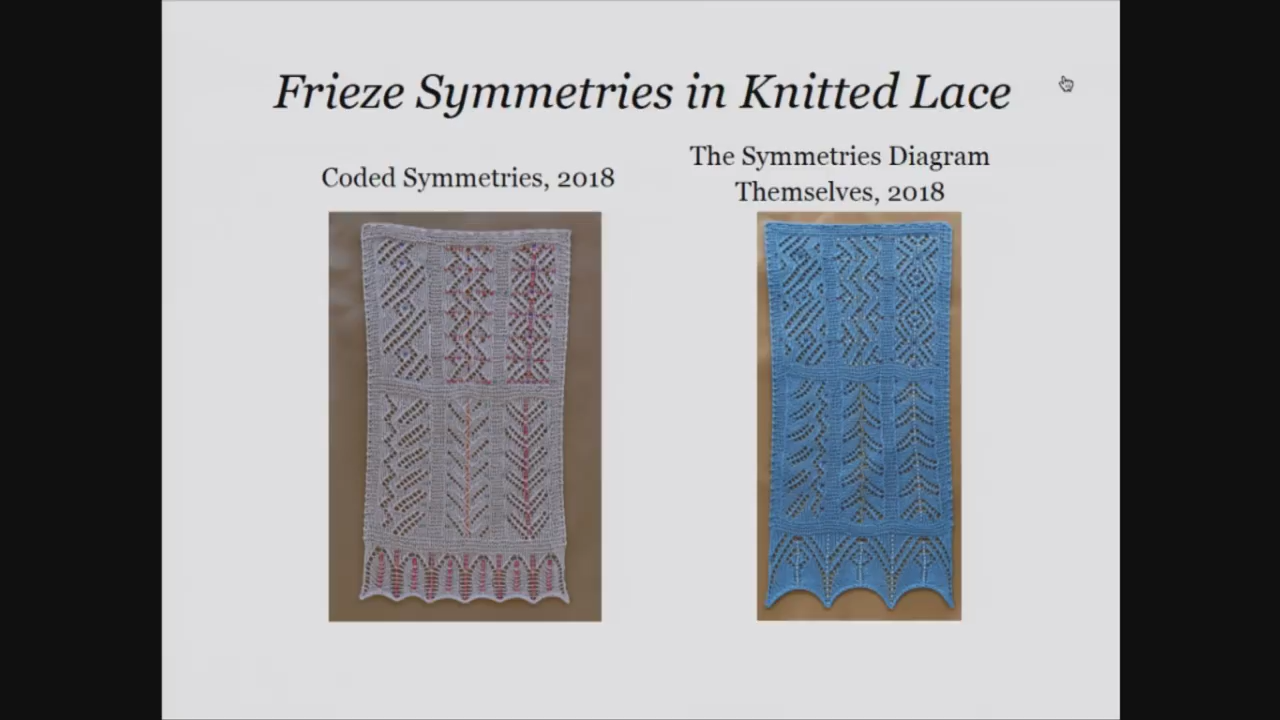 Frieze Symmetries in Knitted Lace
Coded Symmetries, 2018
The Symmetries Diagram
Themselves, 2018